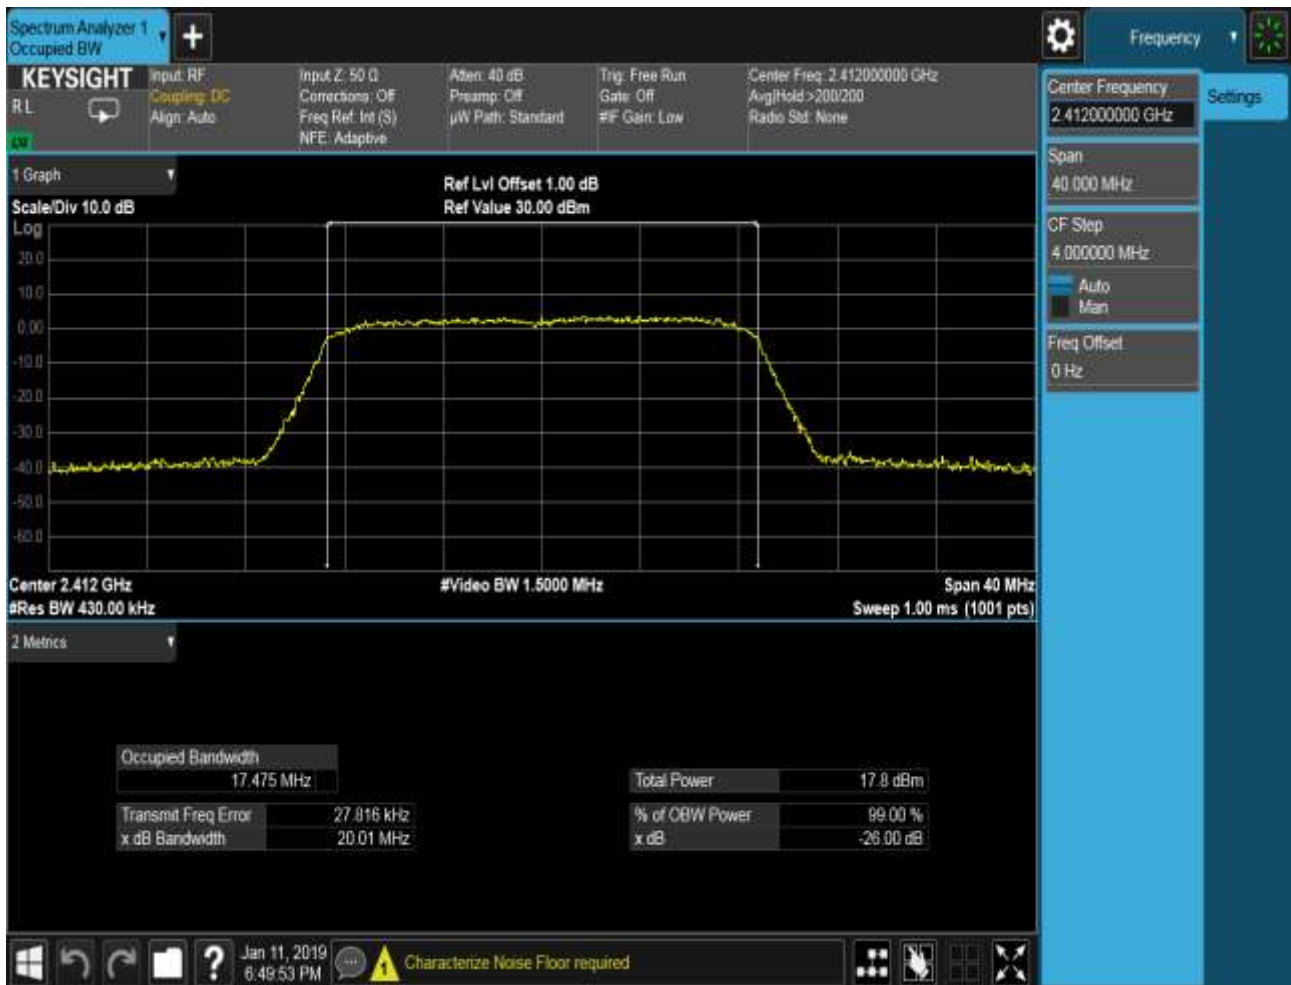 Spectrum Analyzer 1
Occupied BW
Frequency
KEYSIGHT
R L
Input: RF
Coupling: DC
Align: Auto
Input Z: 50 Ω
Corrections: Off
Freq Ref: Int (S)
NFE: Adaptive
Atten: 40 dB
Preamp: Off
µW Path: Standard
Trig: Free Run
Gate: Off
#IF Gain: Low
Center Freq: 2.412000000 GHz
Avg|Hold >200/200
Radio Std: None
Center Frequency
2.412000000 GHz
Settings
Span
40.000 MHz
CF Step
4.000000 MHz
Auto
Man
Freq Offset
0 Hz
1 Graph
Scale/Div 10.0 dB
Ref Lvl Offset 1.00 dB
Ref Value 30.00 dBm
Log
20.0
10.0
0.00
-10.0
-20.0
-30.0
-40.0
-50.0
-60.0
Center 2.412 GHz
#Video BW 1.5000 MHz
Span 40 MHz
#Res BW 430.00 kHz
Sweep 1.00 ms (1001 pts)
2 Metrics
Occupied Bandwidth
17.475 MHz
Total Power 17.8 dBm
Transmit Freq Error 27.816 kHz
% of OBW Power 99.00 %
x dB Bandwidth 20.01 MHz
x dB -26.00 dB
?
Jan 11, 2019
6:49:53 PM
1
Characterize Noise Floor required